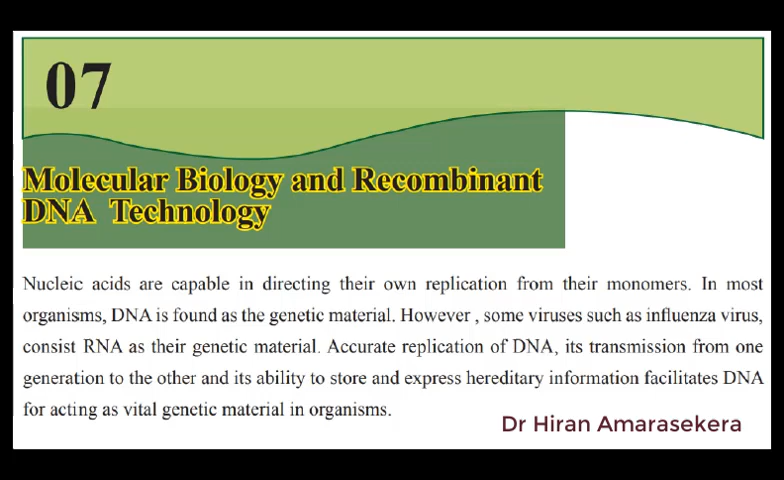 07
Molecular Biology and Recombinant
DNA Technology
Nucleic acids are capable in directing their own replication from their monomers. In most
organisms, DNA is found as the genetic material. However , some viruses such as influenza virus,
consist RNA as their genetic material. Accurate replication of DNA, its transmission from one
generation to the other and its ability to store and express hereditary information facilitates DNA
for acting as vital genetic material in organisms.
Dr Hiran Amarasekera